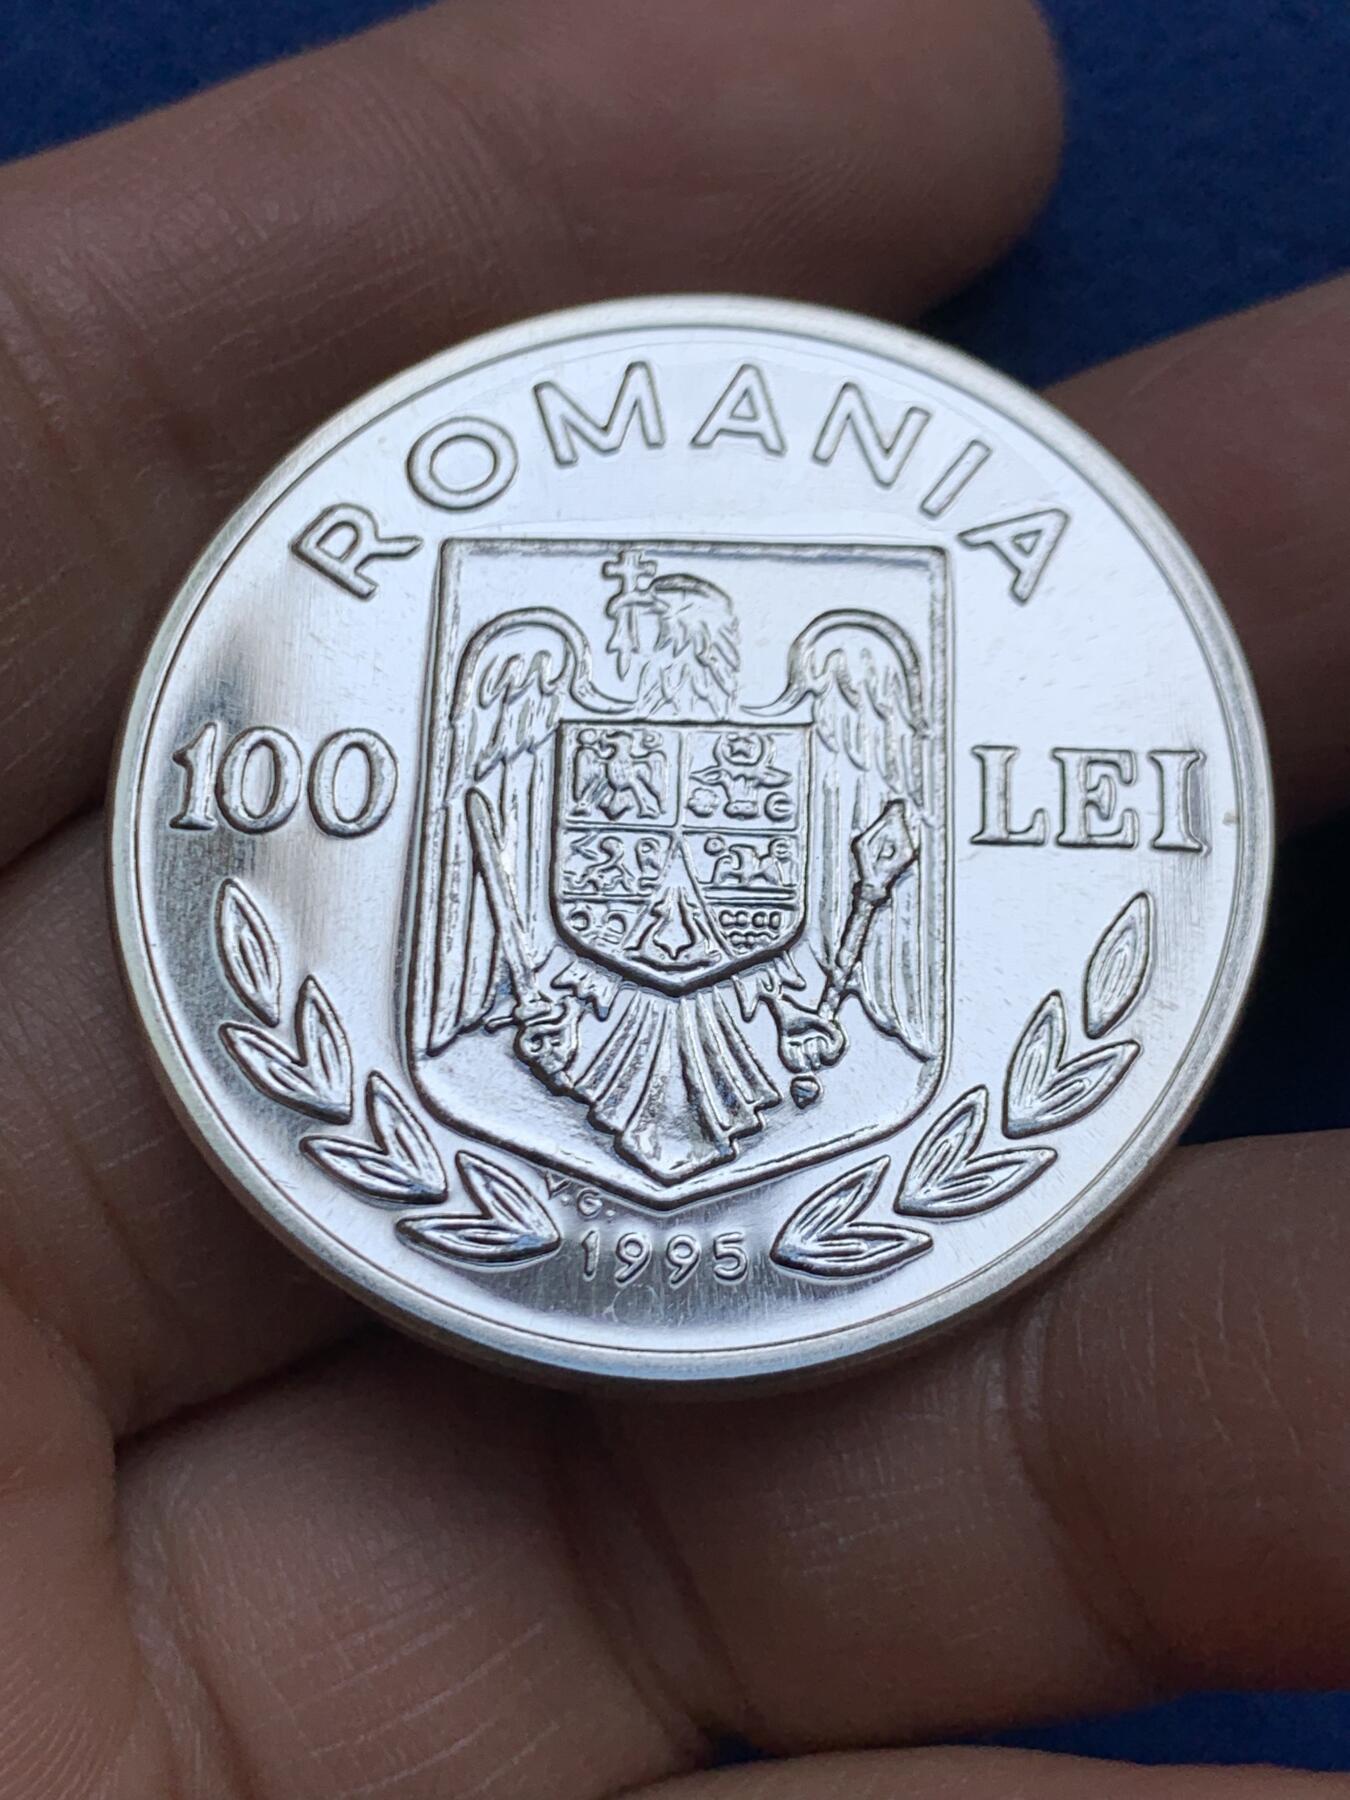 ROMANIA
100 LEI
V.G.
1995